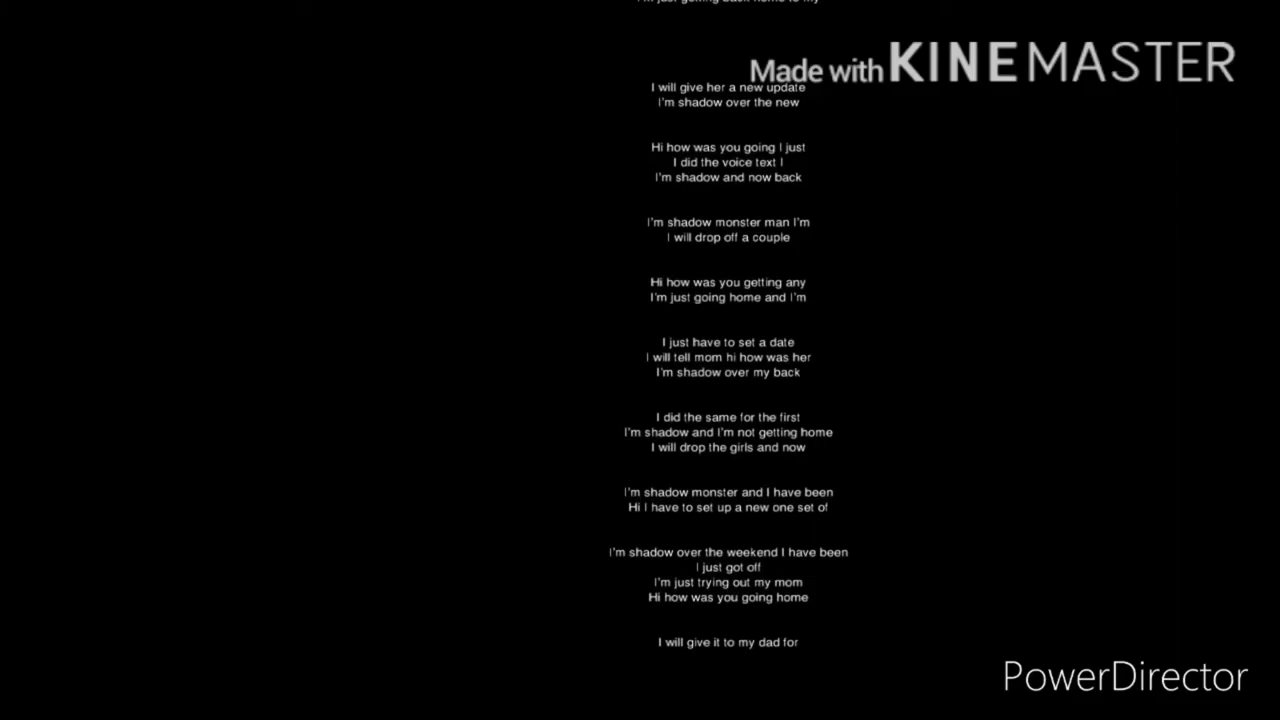 Made with KINEMASTER
I will give her a new update
I'm shadow over the new
Hi how was you going I just
I did the voice text I
I'm shadow and now back
I'm shadow monster man I'm
I will drop off a couple
Hi how was you getting any
I'm just going home and I'm
I just have to set a date
I will tell mom hi how was her
I'm shadow over my back
I did the same for the first
I'm shadow and I'm not getting home
I will drop the girls and now
I'm shadow monster and I have been
Hi I have to set up a new one set of
I'm shadow over the weekend I have been
I just got off
I'm just trying out my mom
Hi how was you going home
I will give it to my dad for
PowerDirector